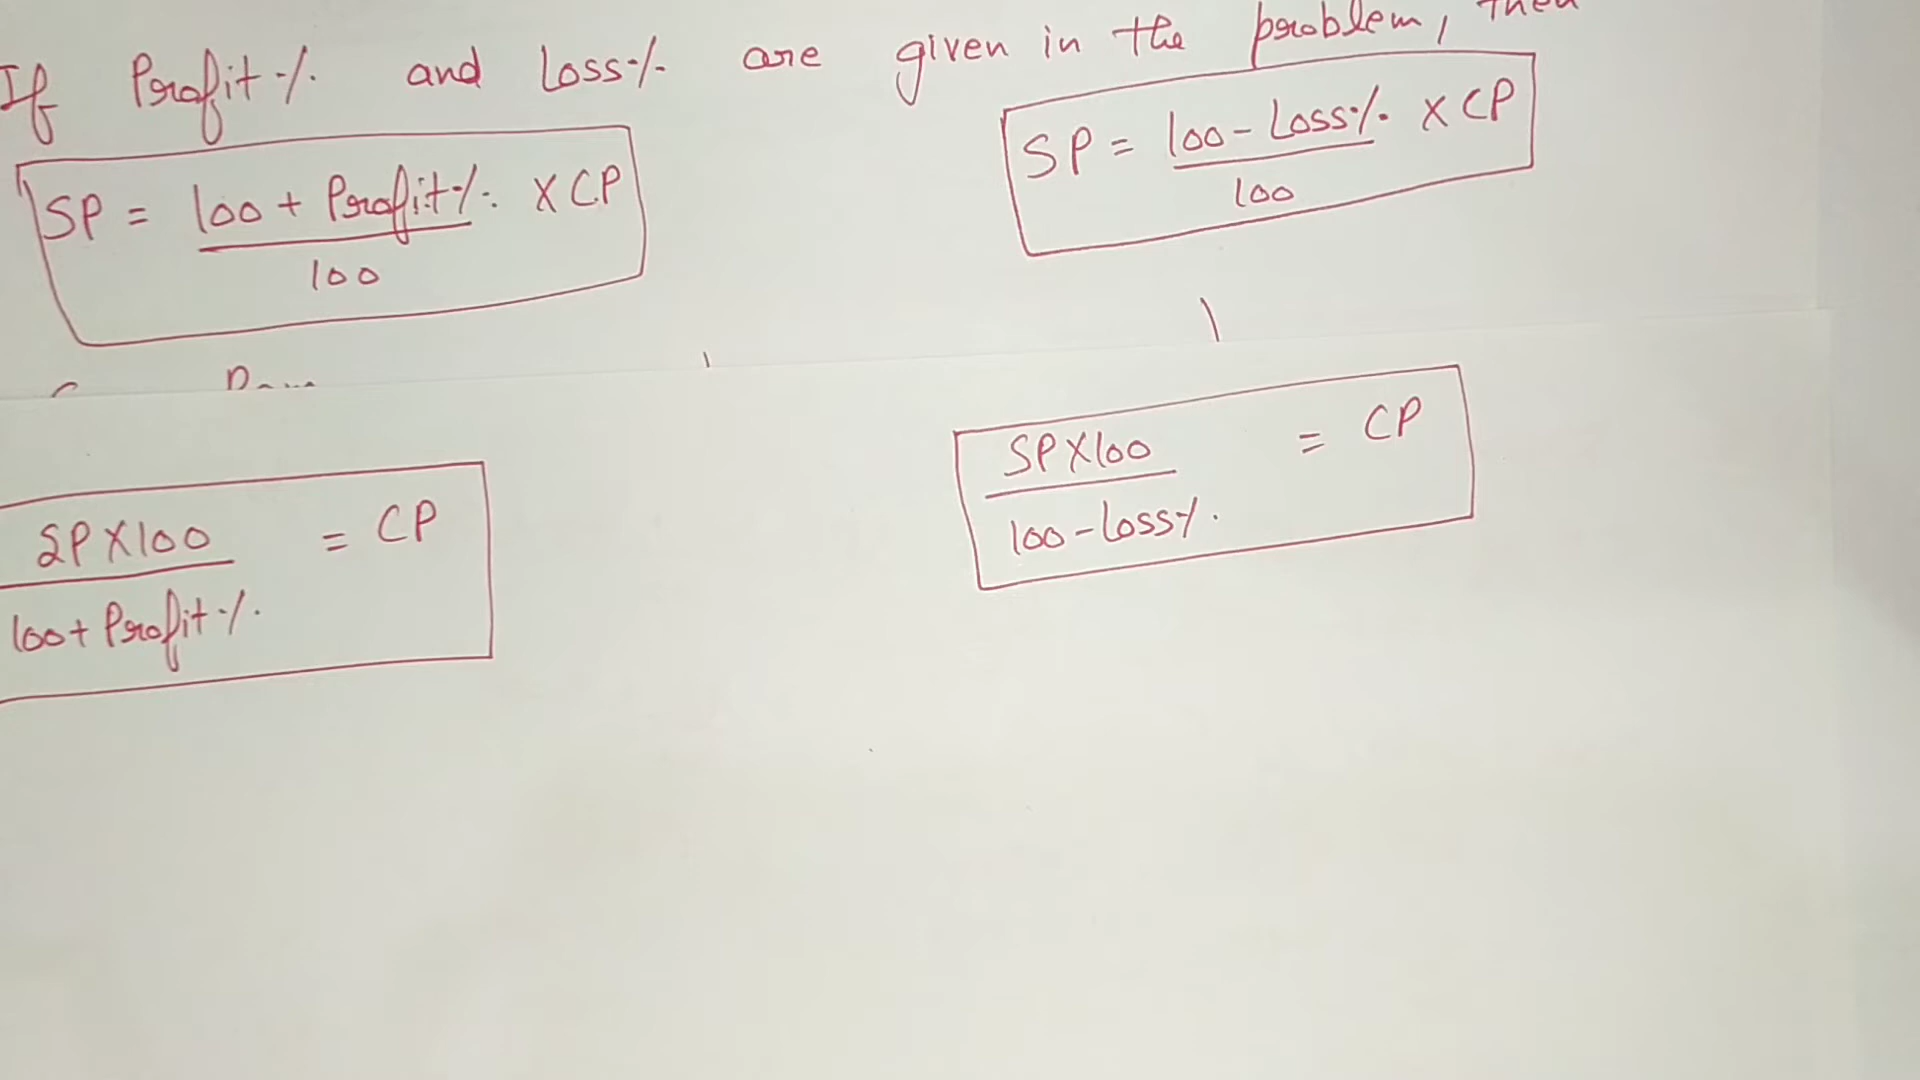 If Profit % and Loss % are given in the problem, then
SP = 100 + Profit % X CP
100
SP = 100 - Loss % X CP
100
SP X 100 = CP
100 + Profit %
SP X 100 = CP
100 - Loss %